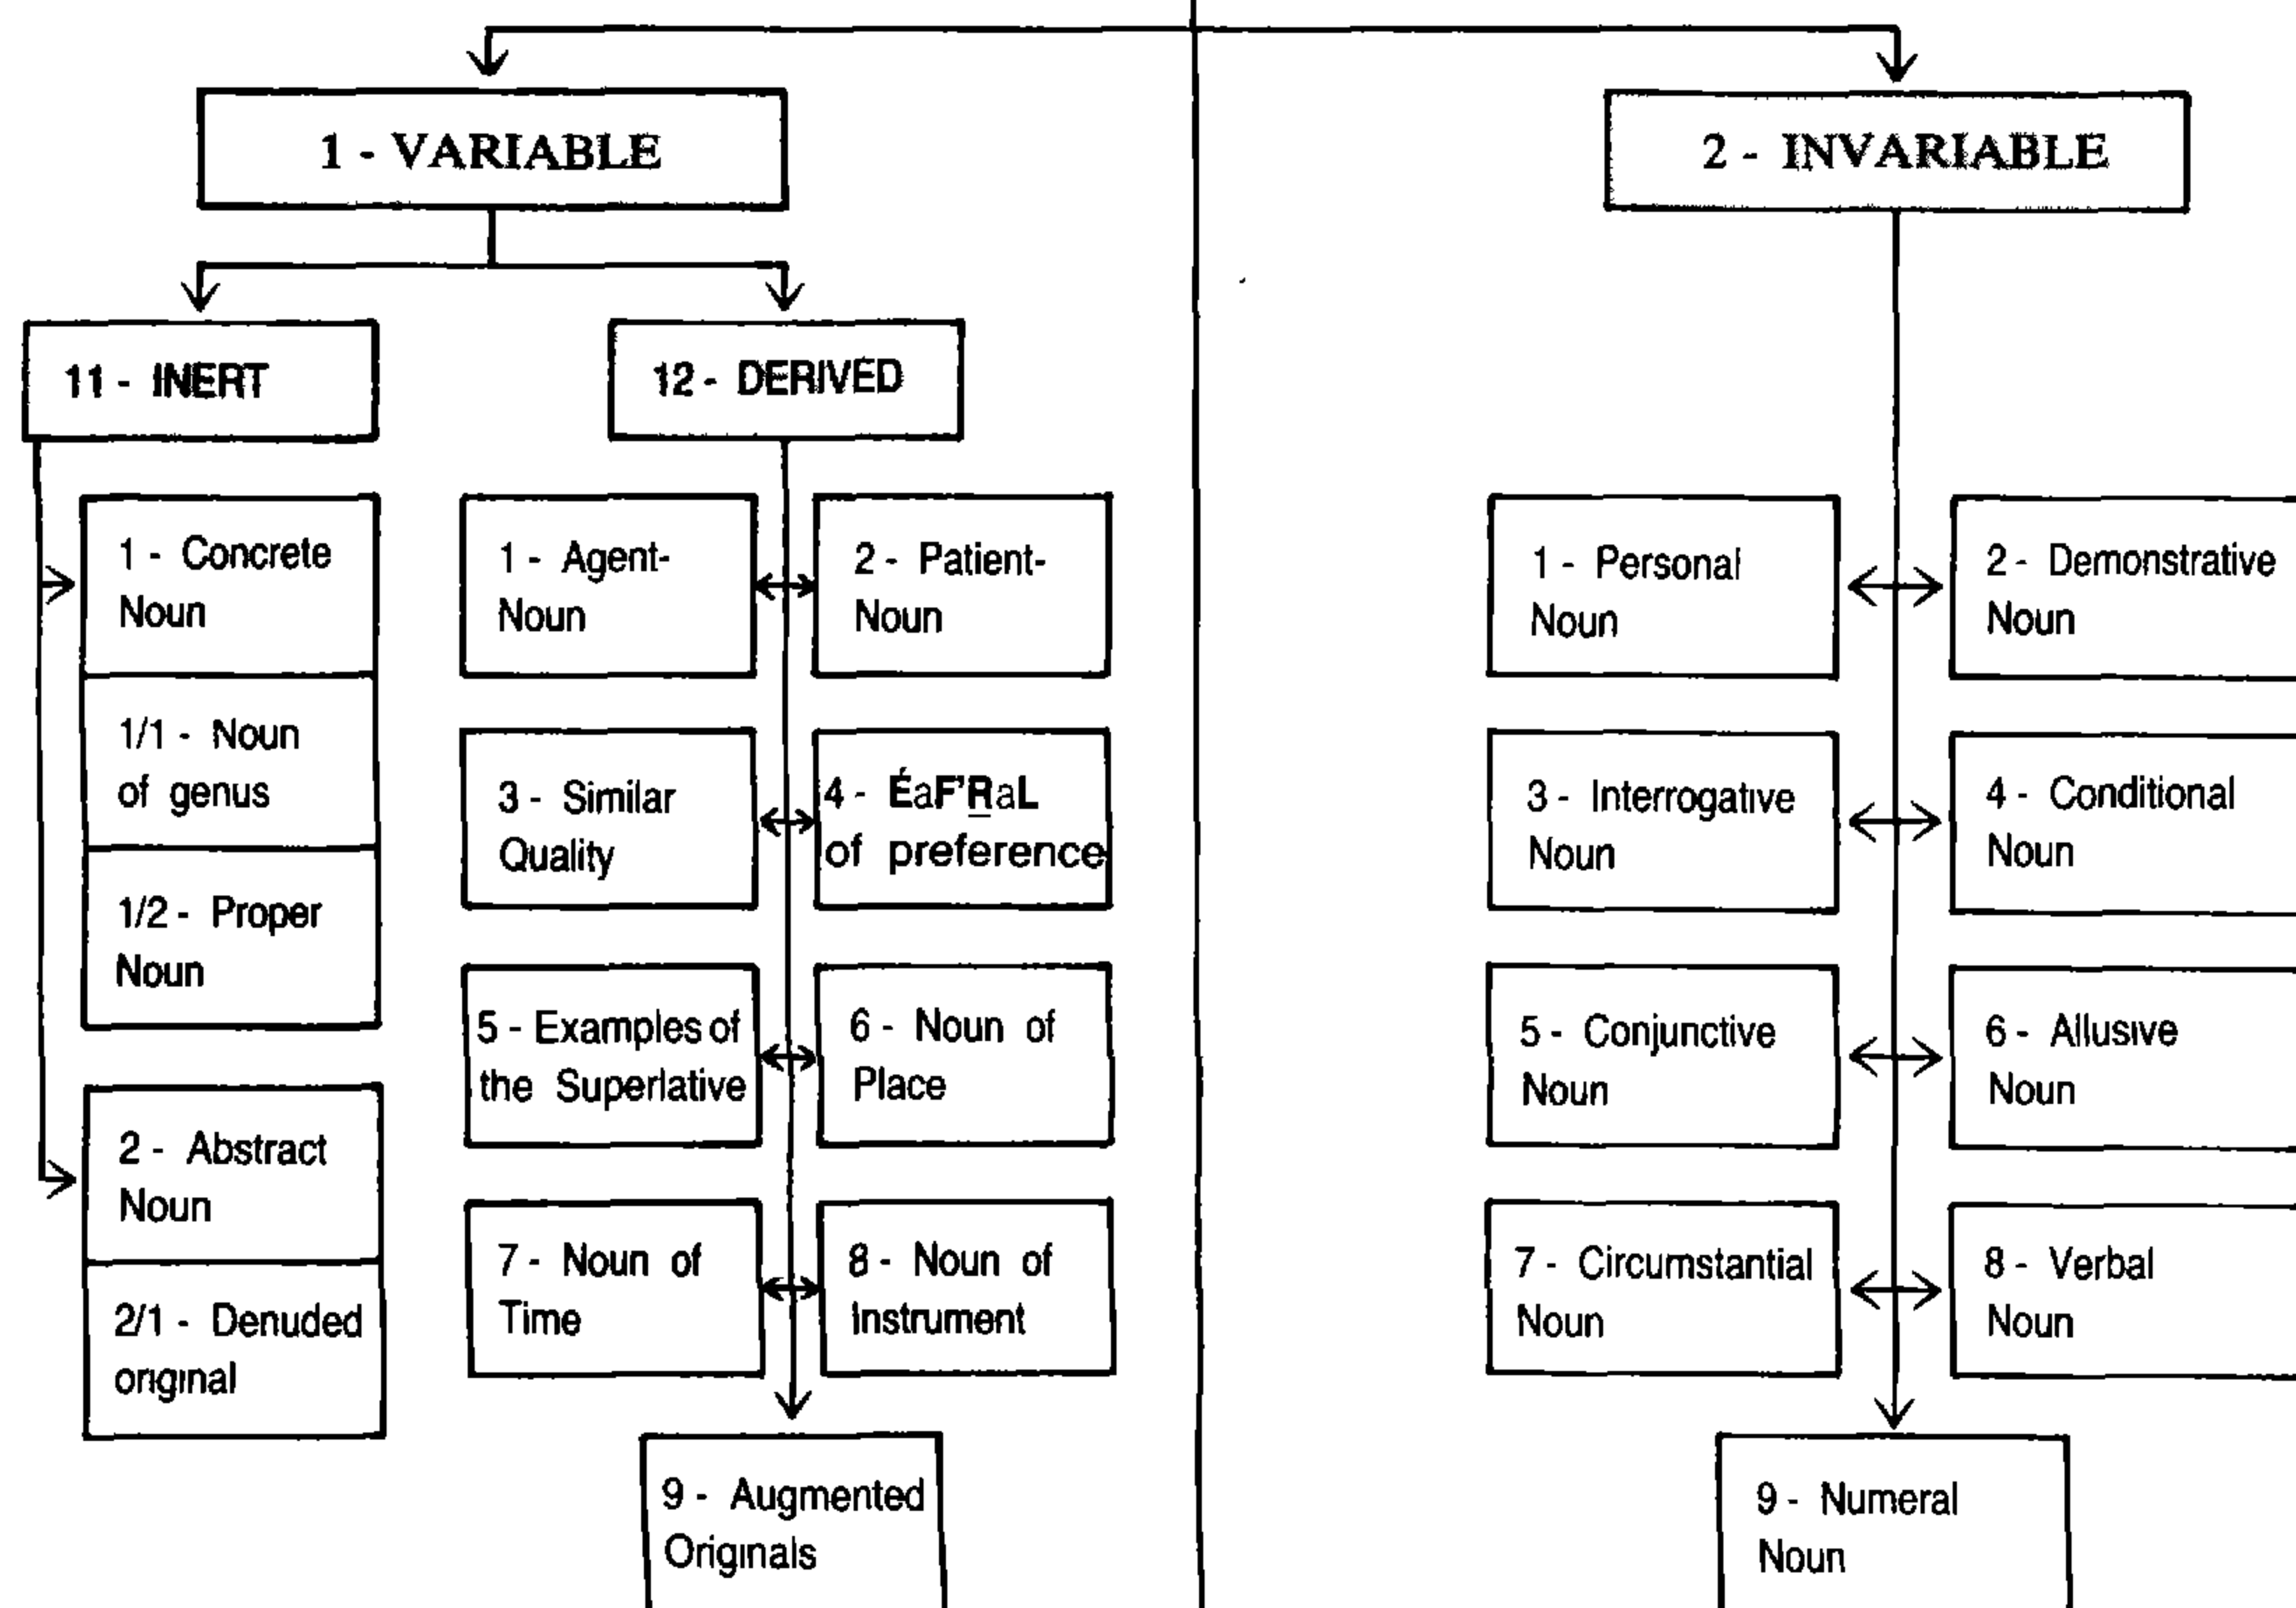 1 - VARIABLE
2 - INVARIABLE
11 - INERT
12 - DERIVED
1 - Concrete
Noun
1/1 - Noun
of genus
1/2 - Proper
Noun
2 - Abstract
Noun
2/1 - Denuded
original
1 - Agent-
Noun
2 - Patient-
Noun
3 - Similar
Quality
4 - ÉaF'RaL
of preference
5 - Examples of
the Superlative
6 - Noun of
Place
7 - Noun of
Time
8 - Noun of
Instrument
9 - Augmented
Originals
1 - Personal
Noun
2 - Demonstrative
Noun
3 - Interrogative
Noun
4 - Conditional
Noun
5 - Conjunctive
Noun
6 - Allusive
Noun
7 - Circumstantial
Noun
8 - Verbal
Noun
9 - Numeral
Noun